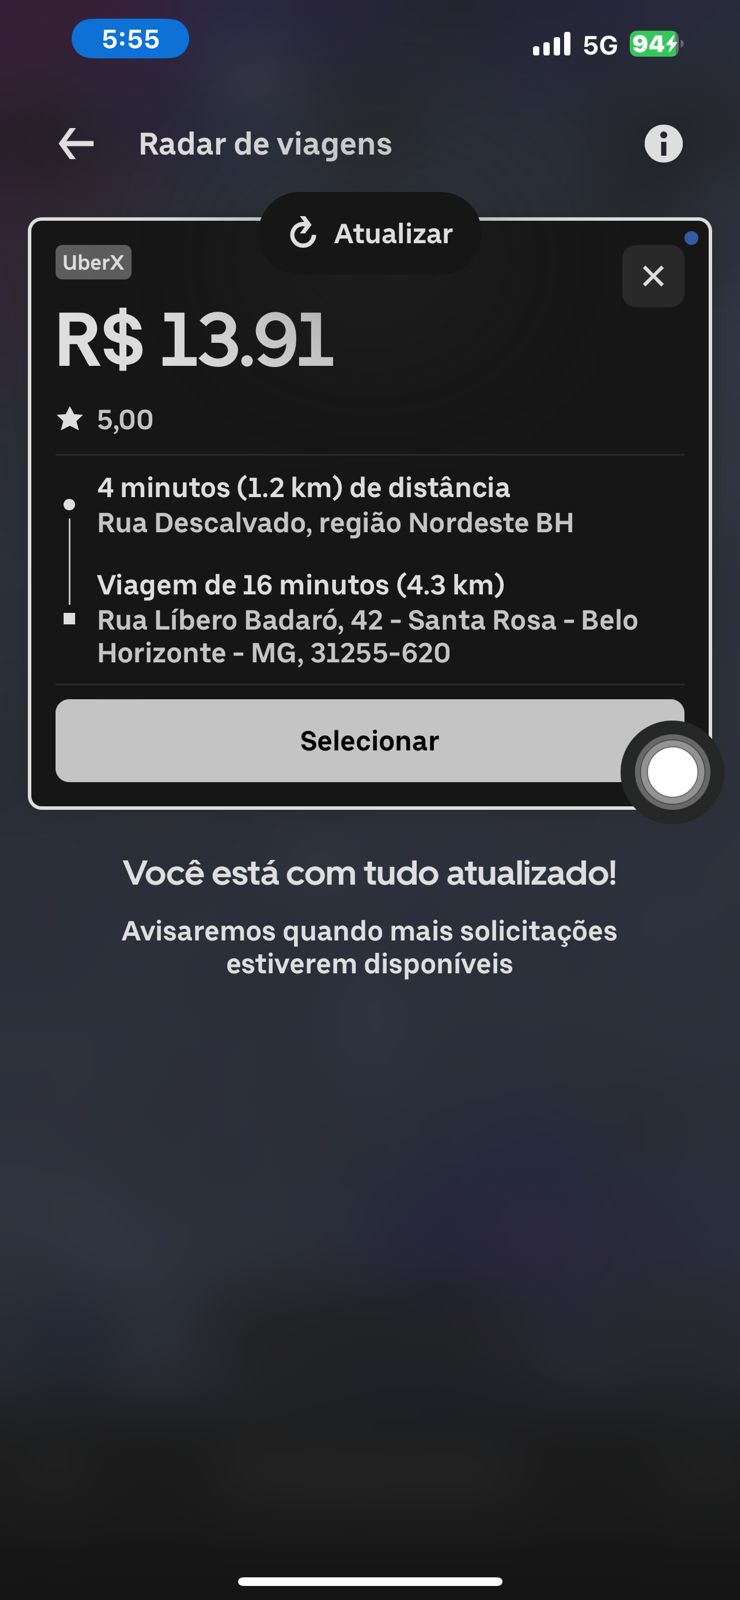 5:55
5G
94
Radar de viagens
Atualizar
UberX
R$ 13.91
5,00
4 minutos (1.2 km) de distância
Rua Descalvado, região Nordeste BH
Viagem de 16 minutos (4.3 km)
Rua Líbero Badaró, 42 - Santa Rosa - Belo
Horizonte - MG, 31255-620
Selecionar
Você está com tudo atualizado!
Avisaremos quando mais solicitações
estiverem disponíveis